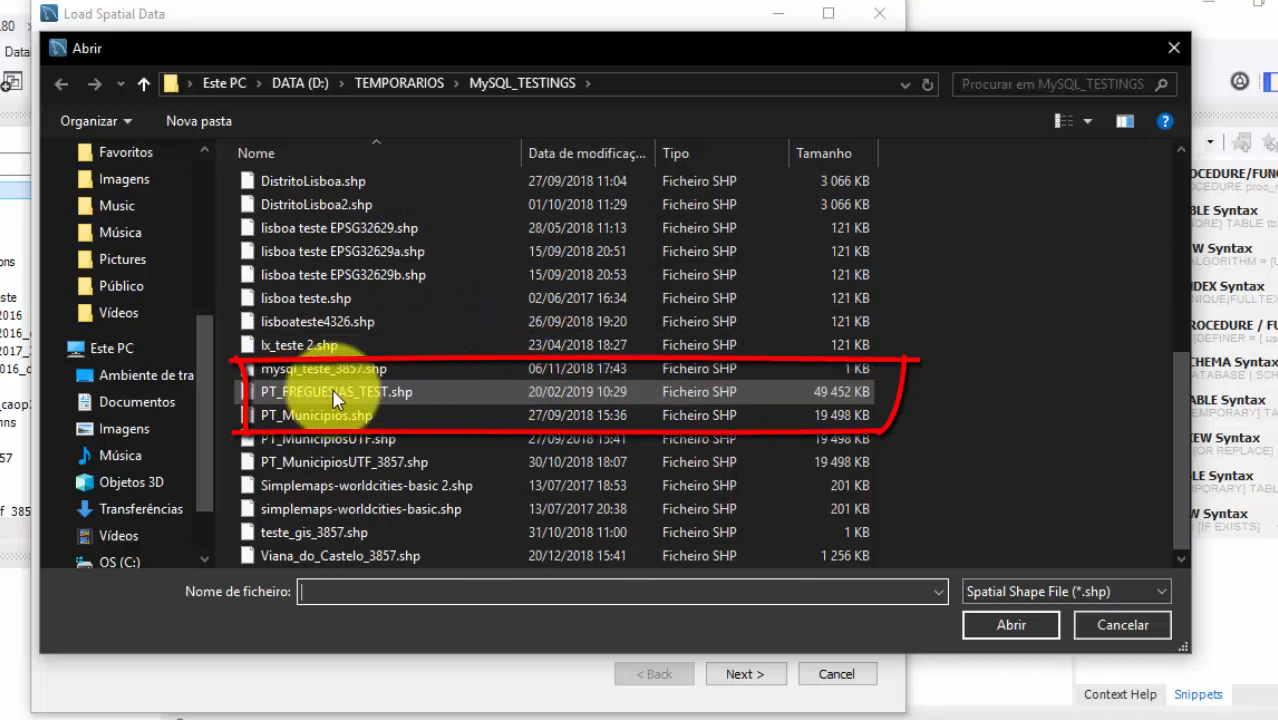 Load Spatial Data
Abrir
Este PC > DATA (D:) > TEMPORARIOS > MySQL_TESTINGS >
Procurar em MySQL_TESTINGS
Organizar
Nova pasta
Favoritos
Imagens
Music
Música
Pictures
Público
Vídeos
Este PC
Ambiente de tra
Documentos
Imagens
Música
Objetos 3D
Transferências
Vídeos
OS (C:)
Nome Data de modificaç... Tipo Tamanho
DistritoLisboa.shp 27/09/2018 11:04 Ficheiro SHP 3 066 KB
DistritoLisboa2.shp 01/10/2018 11:29 Ficheiro SHP 3 066 KB
lisboa teste EPSG32629.shp 28/08/2018 11:13 Ficheiro SHP 121 KB
lisboa teste EPSG32629a.shp 15/09/2018 20:51 Ficheiro SHP 121 KB
lisboa teste EPSG32629b.shp 15/09/2018 20:53 Ficheiro SHP 121 KB
lisboa teste.shp 02/06/2017 16:34 Ficheiro SHP 121 KB
lisboateste4326.shp 26/09/2018 19:20 Ficheiro SHP 121 KB
lx_teste 2.shp 23/04/2018 18:27 Ficheiro SHP 121 KB
mysql_teste_3857.shp 06/11/2018 17:43 Ficheiro SHP 1 KB
PT_FREGUESIAS_TEST.shp 20/02/2019 10:29 Ficheiro SHP 49 452 KB
PT_Municipios.shp 27/09/2018 15:36 Ficheiro SHP 19 498 KB
PT_MunicipiosUTF.shp 27/09/2018 15:41 Ficheiro SHP 19 498 KB
PT_MunicipiosUTF_3857.shp 30/10/2018 18:07 Ficheiro SHP 19 498 KB
Simplemaps-worldcities-basic 2.shp 13/07/2017 18:53 Ficheiro SHP 201 KB
simplemaps-worldcities-basic.shp 13/07/2017 20:38 Ficheiro SHP 201 KB
teste_gis_3857.shp 31/10/2018 11:00 Ficheiro SHP 1 KB
Viana_do_Castelo_3857.shp 20/12/2018 15:41 Ficheiro SHP 1 256 KB
Nome de ficheiro:
Spatial Shape File (*.shp)
Abrir
Cancelar
< Back
Next >
Cancel
Context Help
Snippets